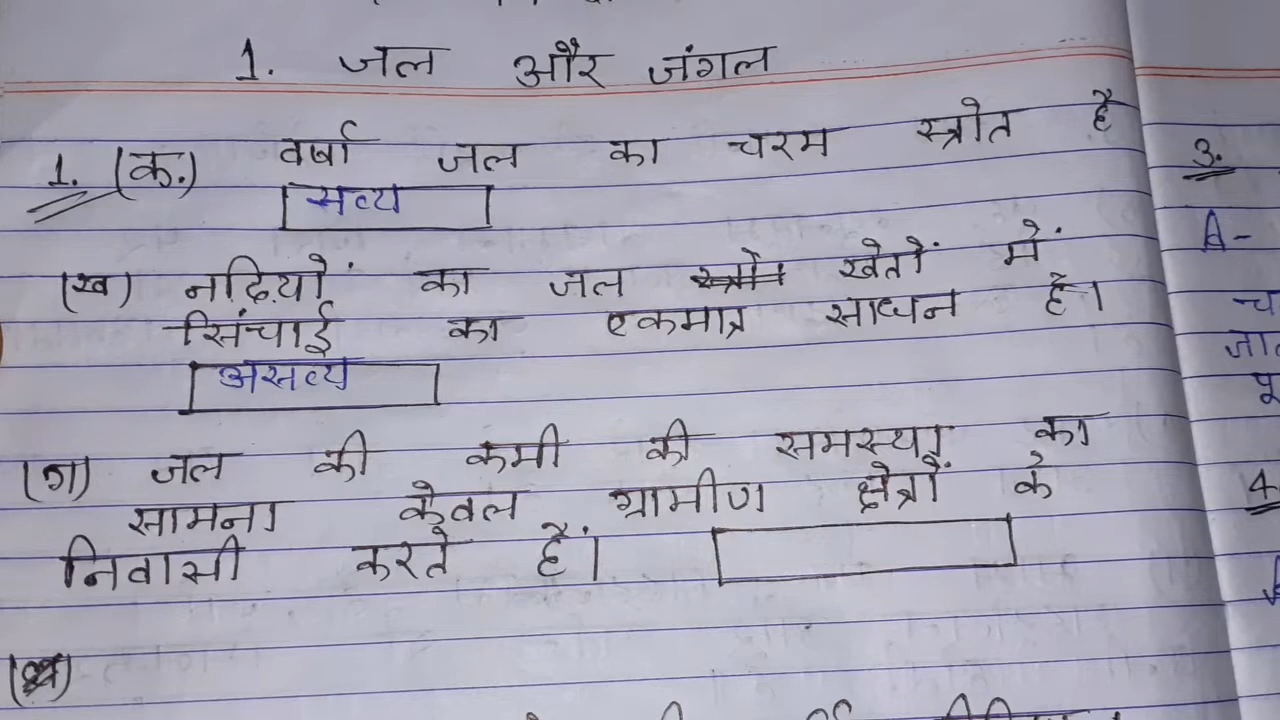 1. जल और जंगल
1. (क.) वर्षा जल का चरम स्त्रोत है
सत्य
(ख) नदियों का जल खेतों में
सिंचाई का एकमात्र साधन है।
असत्य
(ग) जल की कमी की समस्या का
सामना केवल ग्रामीण क्षेत्रों के
निवासी करते हैं।
3.
A-
4